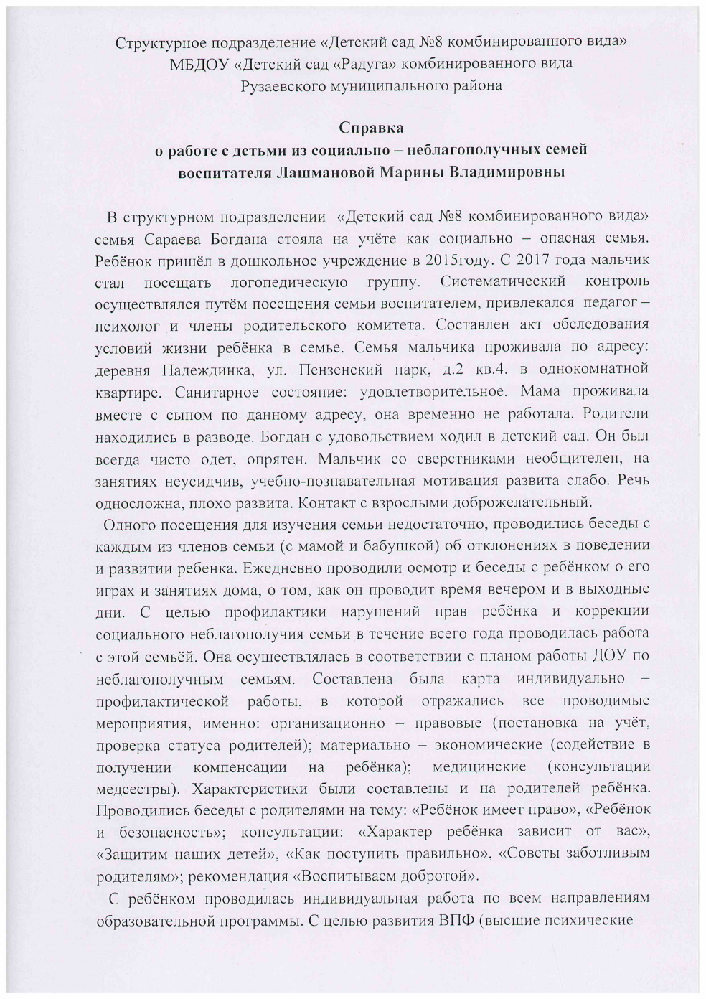 Структурное подразделение «Детский сад №8 комбинированного вида»
МБДОУ «Детский сад «Радуга» комбинированного вида
Рузаевского муниципального района
Справка
о работе с детьми из социально – неблагополучных семей
воспитателя Лашмановой Марины Владимировны
В структурном подразделении «Детский сад №8 комбинированного вида»
семья Сараева Богдана стояла на учёте как социально – опасная семья.
Ребёнок пришёл в дошкольное учреждение в 2015году. С 2017 года мальчик
стал посещать логопедическую группу. Систематический контроль
осуществлялся путём посещения семьи воспитателем, привлекался педагог –
психолог и члены родительского комитета. Составлен акт обследования
условий жизни ребёнка в семье. Семья мальчика проживала по адресу:
деревня Надеждинка, ул. Пензенский парк, д.2 кв.4. в однокомнатной
квартире. Санитарное состояние: удовлетворительное. Мама проживала
вместе с сыном по данному адресу, она временно не работала. Родители
находились в разводе. Богдан с удовольствием ходил в детский сад. Он был
всегда чисто одет, опрятен. Мальчик со сверстниками необщителен, на
занятиях неусидчив, учебно-познавательная мотивация развита слабо. Речь
односложна, плохо развита. Контакт с взрослыми доброжелательный.
Одного посещения для изучения семьи недостаточно, проводились беседы с
каждым из членов семьи (с мамой и бабушкой) об отклонениях в поведении
и развитии ребенка. Ежедневно проводили осмотр и беседы с ребёнком о его
играх и занятиях дома, о том, как он проводит время вечером и в выходные
дни. С целью профилактики нарушений прав ребёнка и коррекции
социального неблагополучия семьи в течение всего года проводилась работа
с этой семьёй. Она осуществлялась в соответствии с планом работы ДОУ по
неблагополучным семьям. Составлена была карта индивидуально –
профилактической работы, в которой отражались все проводимые
мероприятия, именно: организационно – правовые (постановка на учёт,
проверка статуса родителей); материально – экономические (содействие в
получении компенсации на ребёнка); медицинские (консультации
медсестры). Характеристики были составлены и на родителей ребёнка.
Проводились беседы с родителями на тему: «Ребёнок имеет право», «Ребёнок
и безопасность»; консультации: «Характер ребёнка зависит от вас»,
«Защитим наших детей», «Как поступить правильно», «Советы заботливым
родителям»; рекомендация «Воспитываем добротой».
С ребёнком проводилась индивидуальная работа по всем направлениям
образовательной программы. С целью развития ВПФ (высшие психические